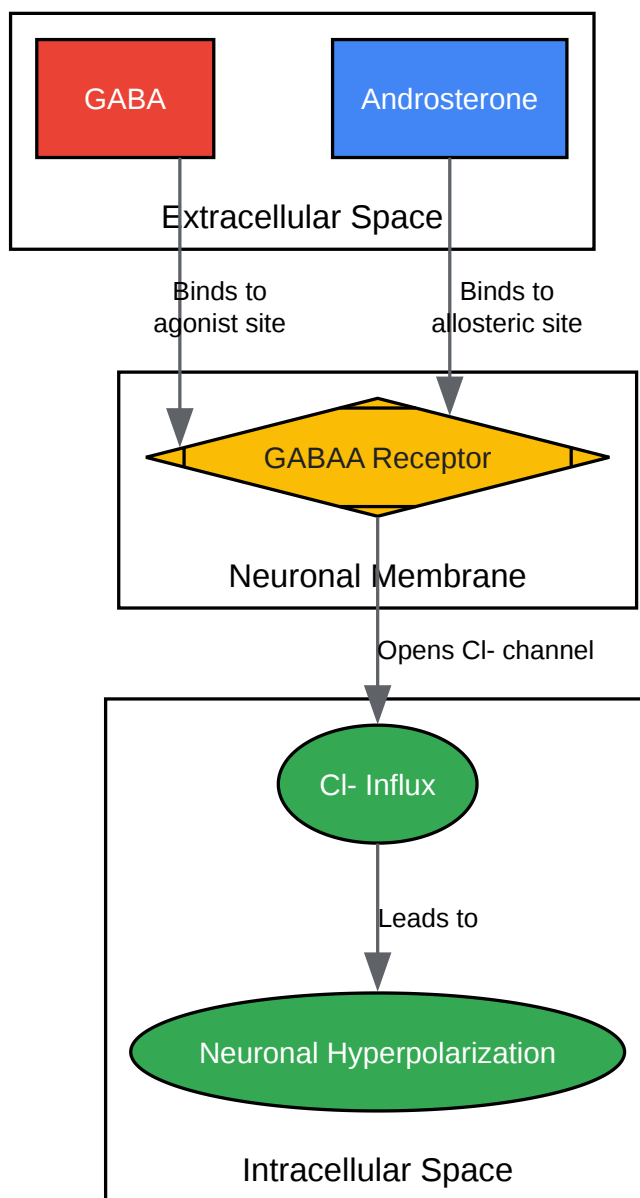 GABA
Androsterone
Extracellular Space
Binds to
agonist site
Binds to
allosteric site
GABAA Receptor
Neuronal Membrane
Opens Cl- channel
Cl- Influx
Leads to
Neuronal Hyperpolarization
Intracellular Space